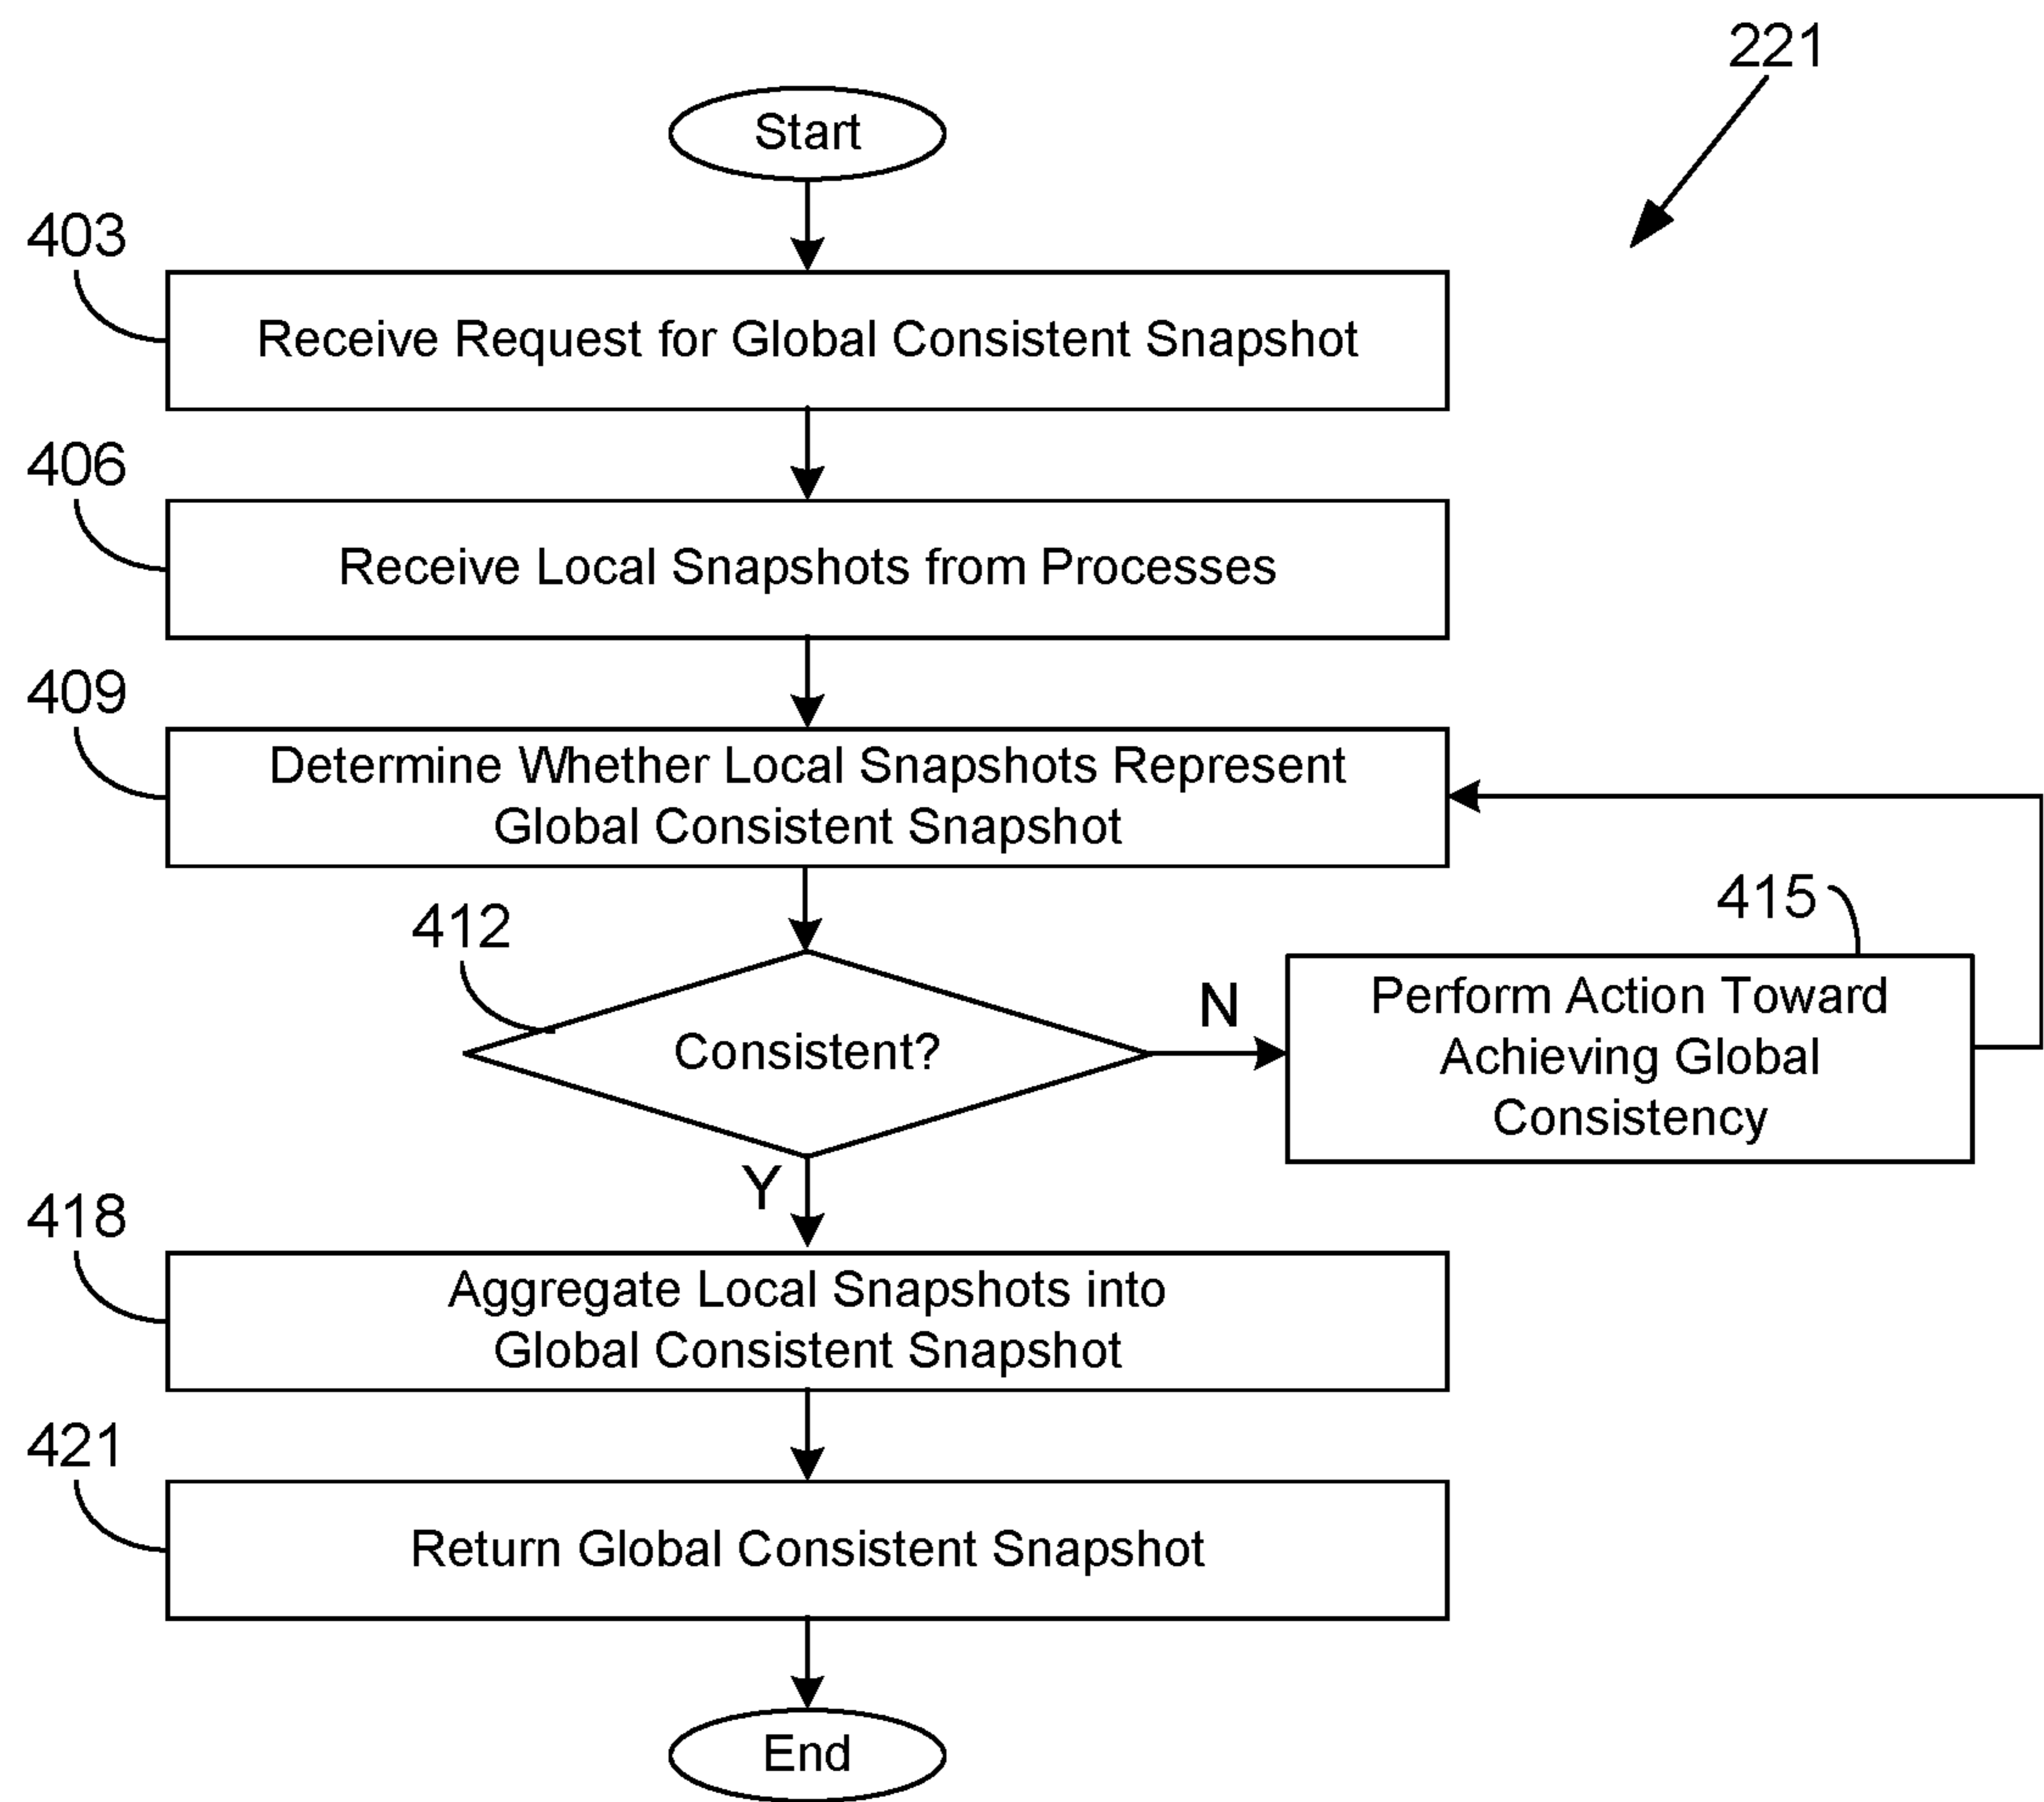 221
Start
403
Receive Request for Global Consistent Snapshot
406
Receive Local Snapshots from Processes
409
Determine Whether Local Snapshots Represent
Global Consistent Snapshot
412
Consistent?
N
415
Perform Action Toward
Achieving Global
Consistency
Y
418
Aggregate Local Snapshots into
Global Consistent Snapshot
421
Return Global Consistent Snapshot
End